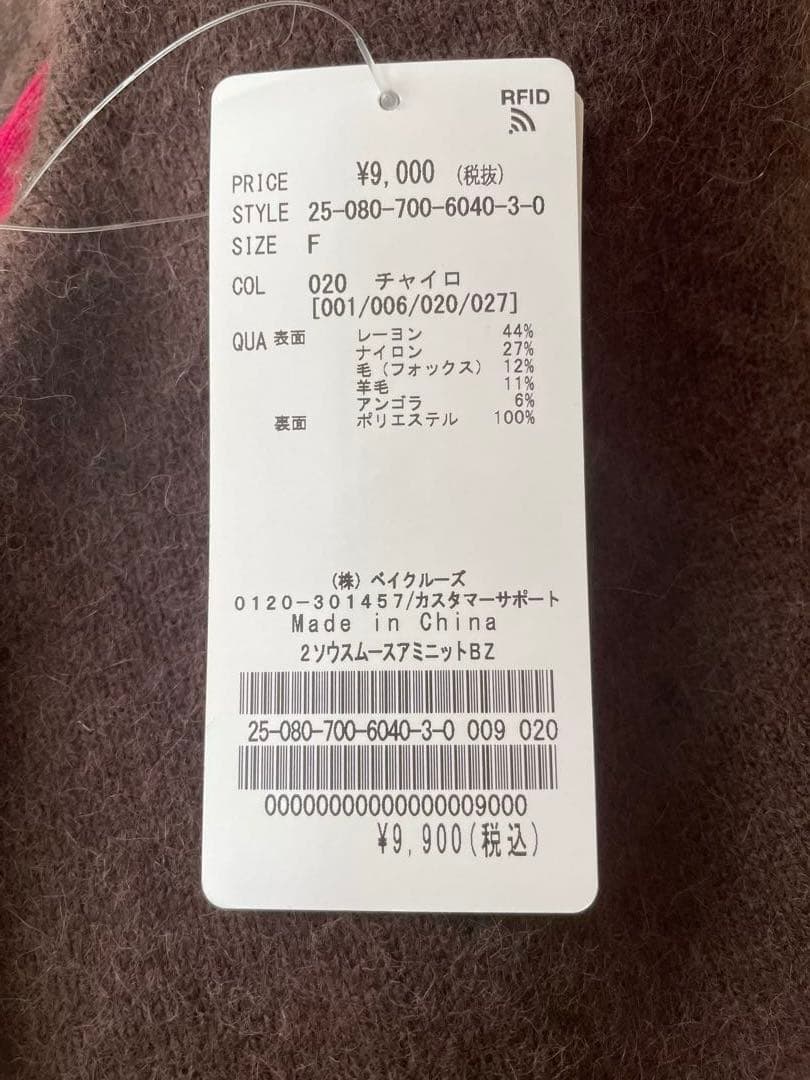 RFID
PRICE ¥9,000 (税抜)
STYLE 25-080-700-6040-3-0
SIZE F
COL 020 チャイロ
[001/006/020/027]
QUA 表面 レーヨン 44%
ナイロン 27%
毛(フォックス) 12%
羊毛 11%
アンゴラ 6%
裏面 ポリエステル 100%
(株)ベイクルーズ
0120-301457/カスタマーサポート
Made in China
2ソウスムースアミニットBZ
25-080-700-6040-3-0 009 020
00000000000000009000
¥9,900(税込)